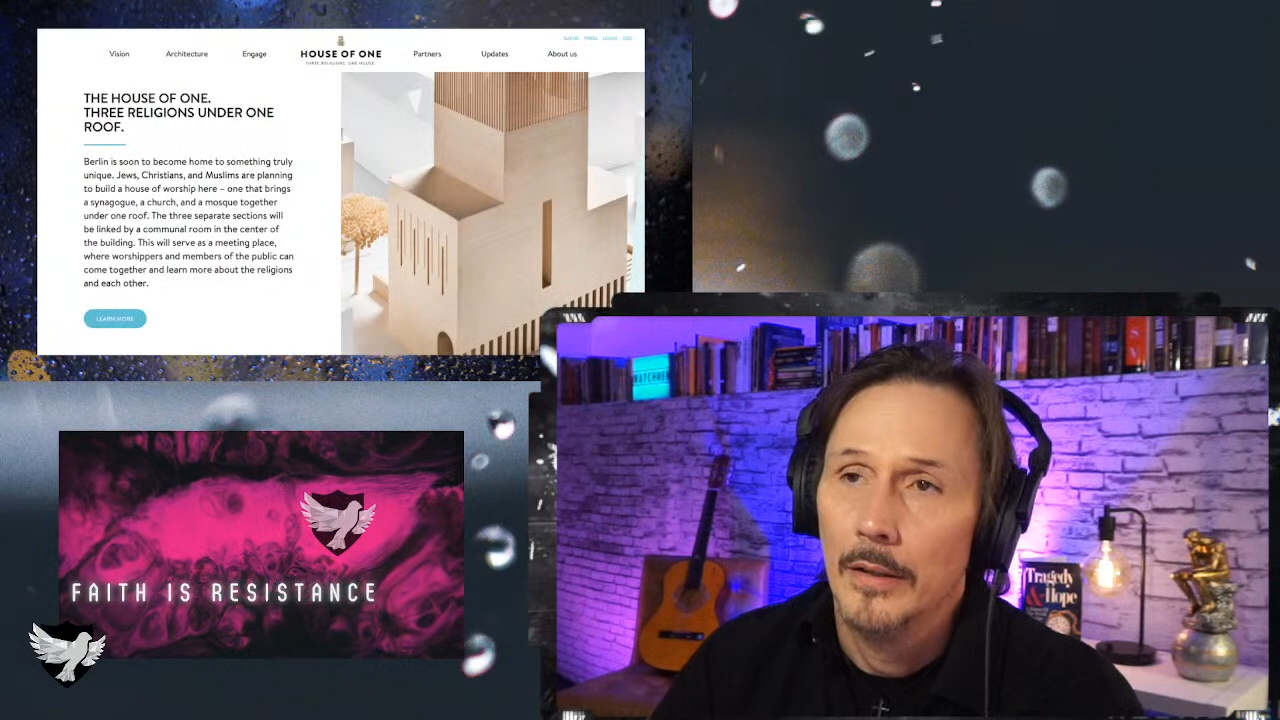 Vision
Architecture
Engage
HOUSE OF ONE
THREE RELIGIONS. ONE HOUSE.
Partners
Updates
About us
THE HOUSE OF ONE.
THREE RELIGIONS UNDER ONE
ROOF.
Berlin is soon to become home to something truly
unique. Jews, Christians, and Muslims are planning
to build a house of worship here – one that brings
a synagogue, a church, and a mosque together
under one roof. The three separate sections will
be linked by a communal room in the center of
the building. This will serve as a meeting place,
where worshippers and members of the public can
come together and learn more about the religions
and each other.
LEARN MORE
FAITH IS RESISTANCE
Tragedy
& Hope